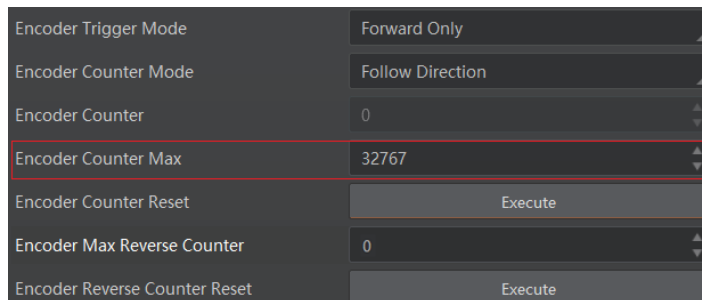 Encoder Trigger Mode Forward Only
Encoder Counter Mode Follow Direction
Encoder Counter 0
Encoder Counter Max 32767
Encoder Counter Reset Execute
Encoder Max Reverse Counter 0
Encoder Reverse Counter Reset Execute